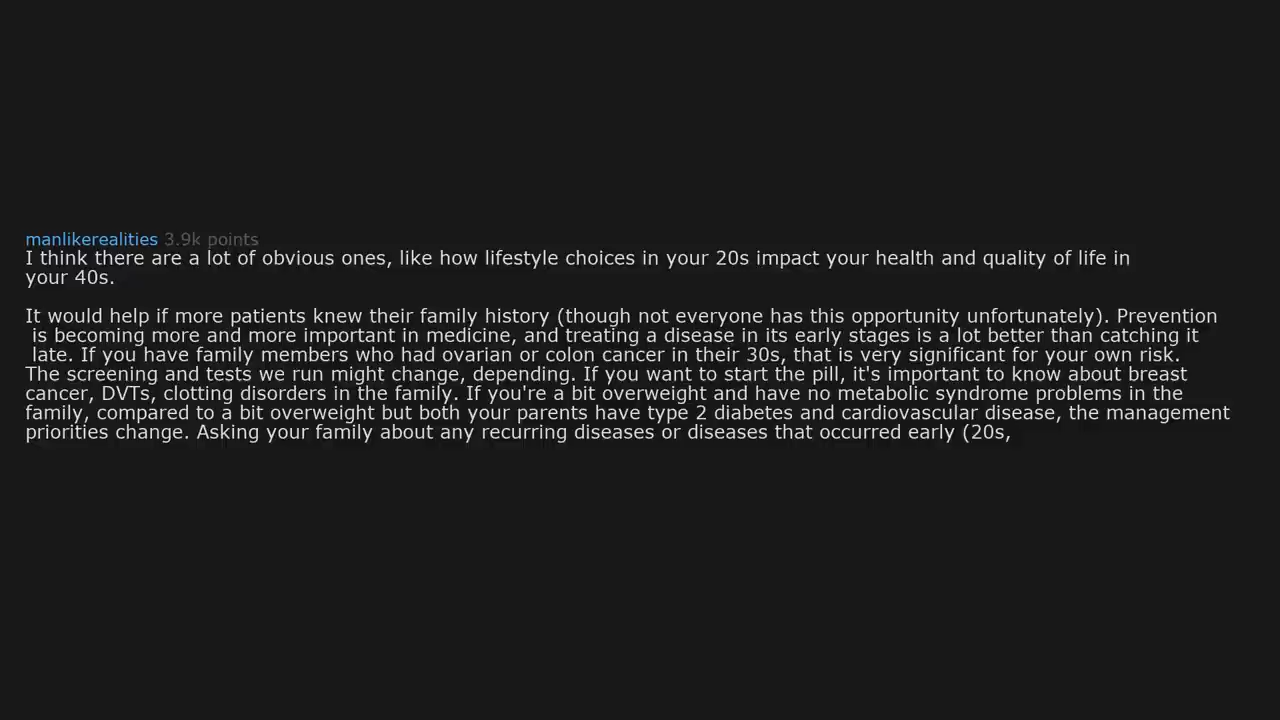 manlikerealities 3.9k points
I think there are a lot of obvious ones, like how lifestyle choices in your 20s impact your health and quality of life in
your 40s.
It would help if more patients knew their family history (though not everyone has this opportunity unfortunately). Prevention
is becoming more and more important in medicine, and treating a disease in its early stages is a lot better than catching it
late. If you have family members who had ovarian or colon cancer in their 30s, that is very significant for your own risk.
The screening and tests we run might change, depending. If you want to start the pill, it's important to know about breast
cancer, DVTs, clotting disorders in the family. If you're a bit overweight and have no metabolic syndrome problems in the
family, compared to a bit overweight but both your parents have type 2 diabetes and cardiovascular disease, the management
priorities change. Asking your family about any recurring diseases or diseases that occurred early (20s,